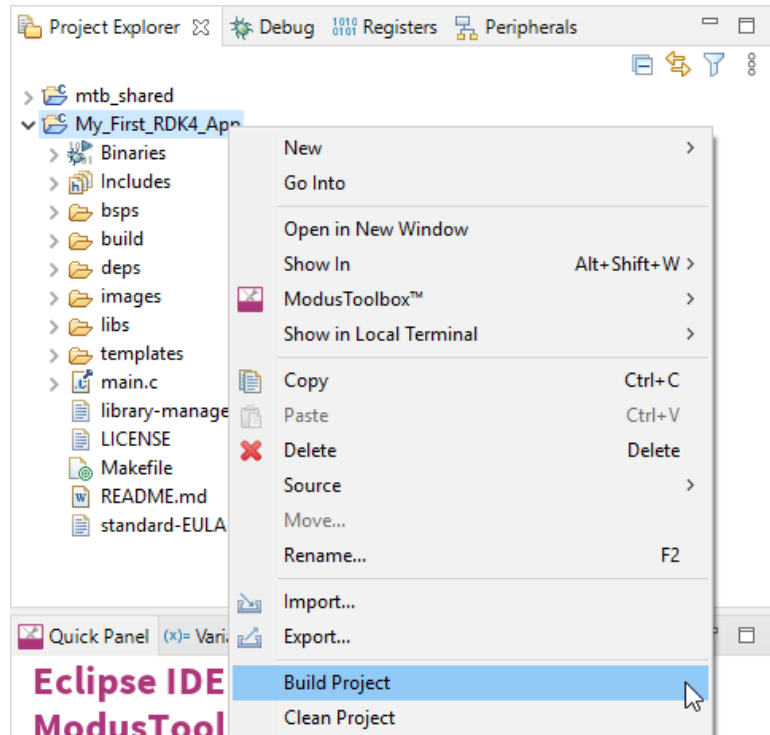 Project Explorer Debug 1010 0101 Registers Peripherals
mtb_shared
My_First_RDK4_App
Binaries
Includes
bsps
build
deps
images
libs
templates
main.c
library-manage
LICENSE
Makefile
README.md
standard-EULA
New
Go Into
Open in New Window
Show In Alt+Shift+W
ModusToolbox™
Show in Local Terminal
Copy Ctrl+C
Paste Ctrl+V
Delete Delete
Source
Move...
Rename... F2
Import...
Export...
Build Project
Clean Project
Quick Panel (x)= Vari
Eclipse IDE
ModusTool